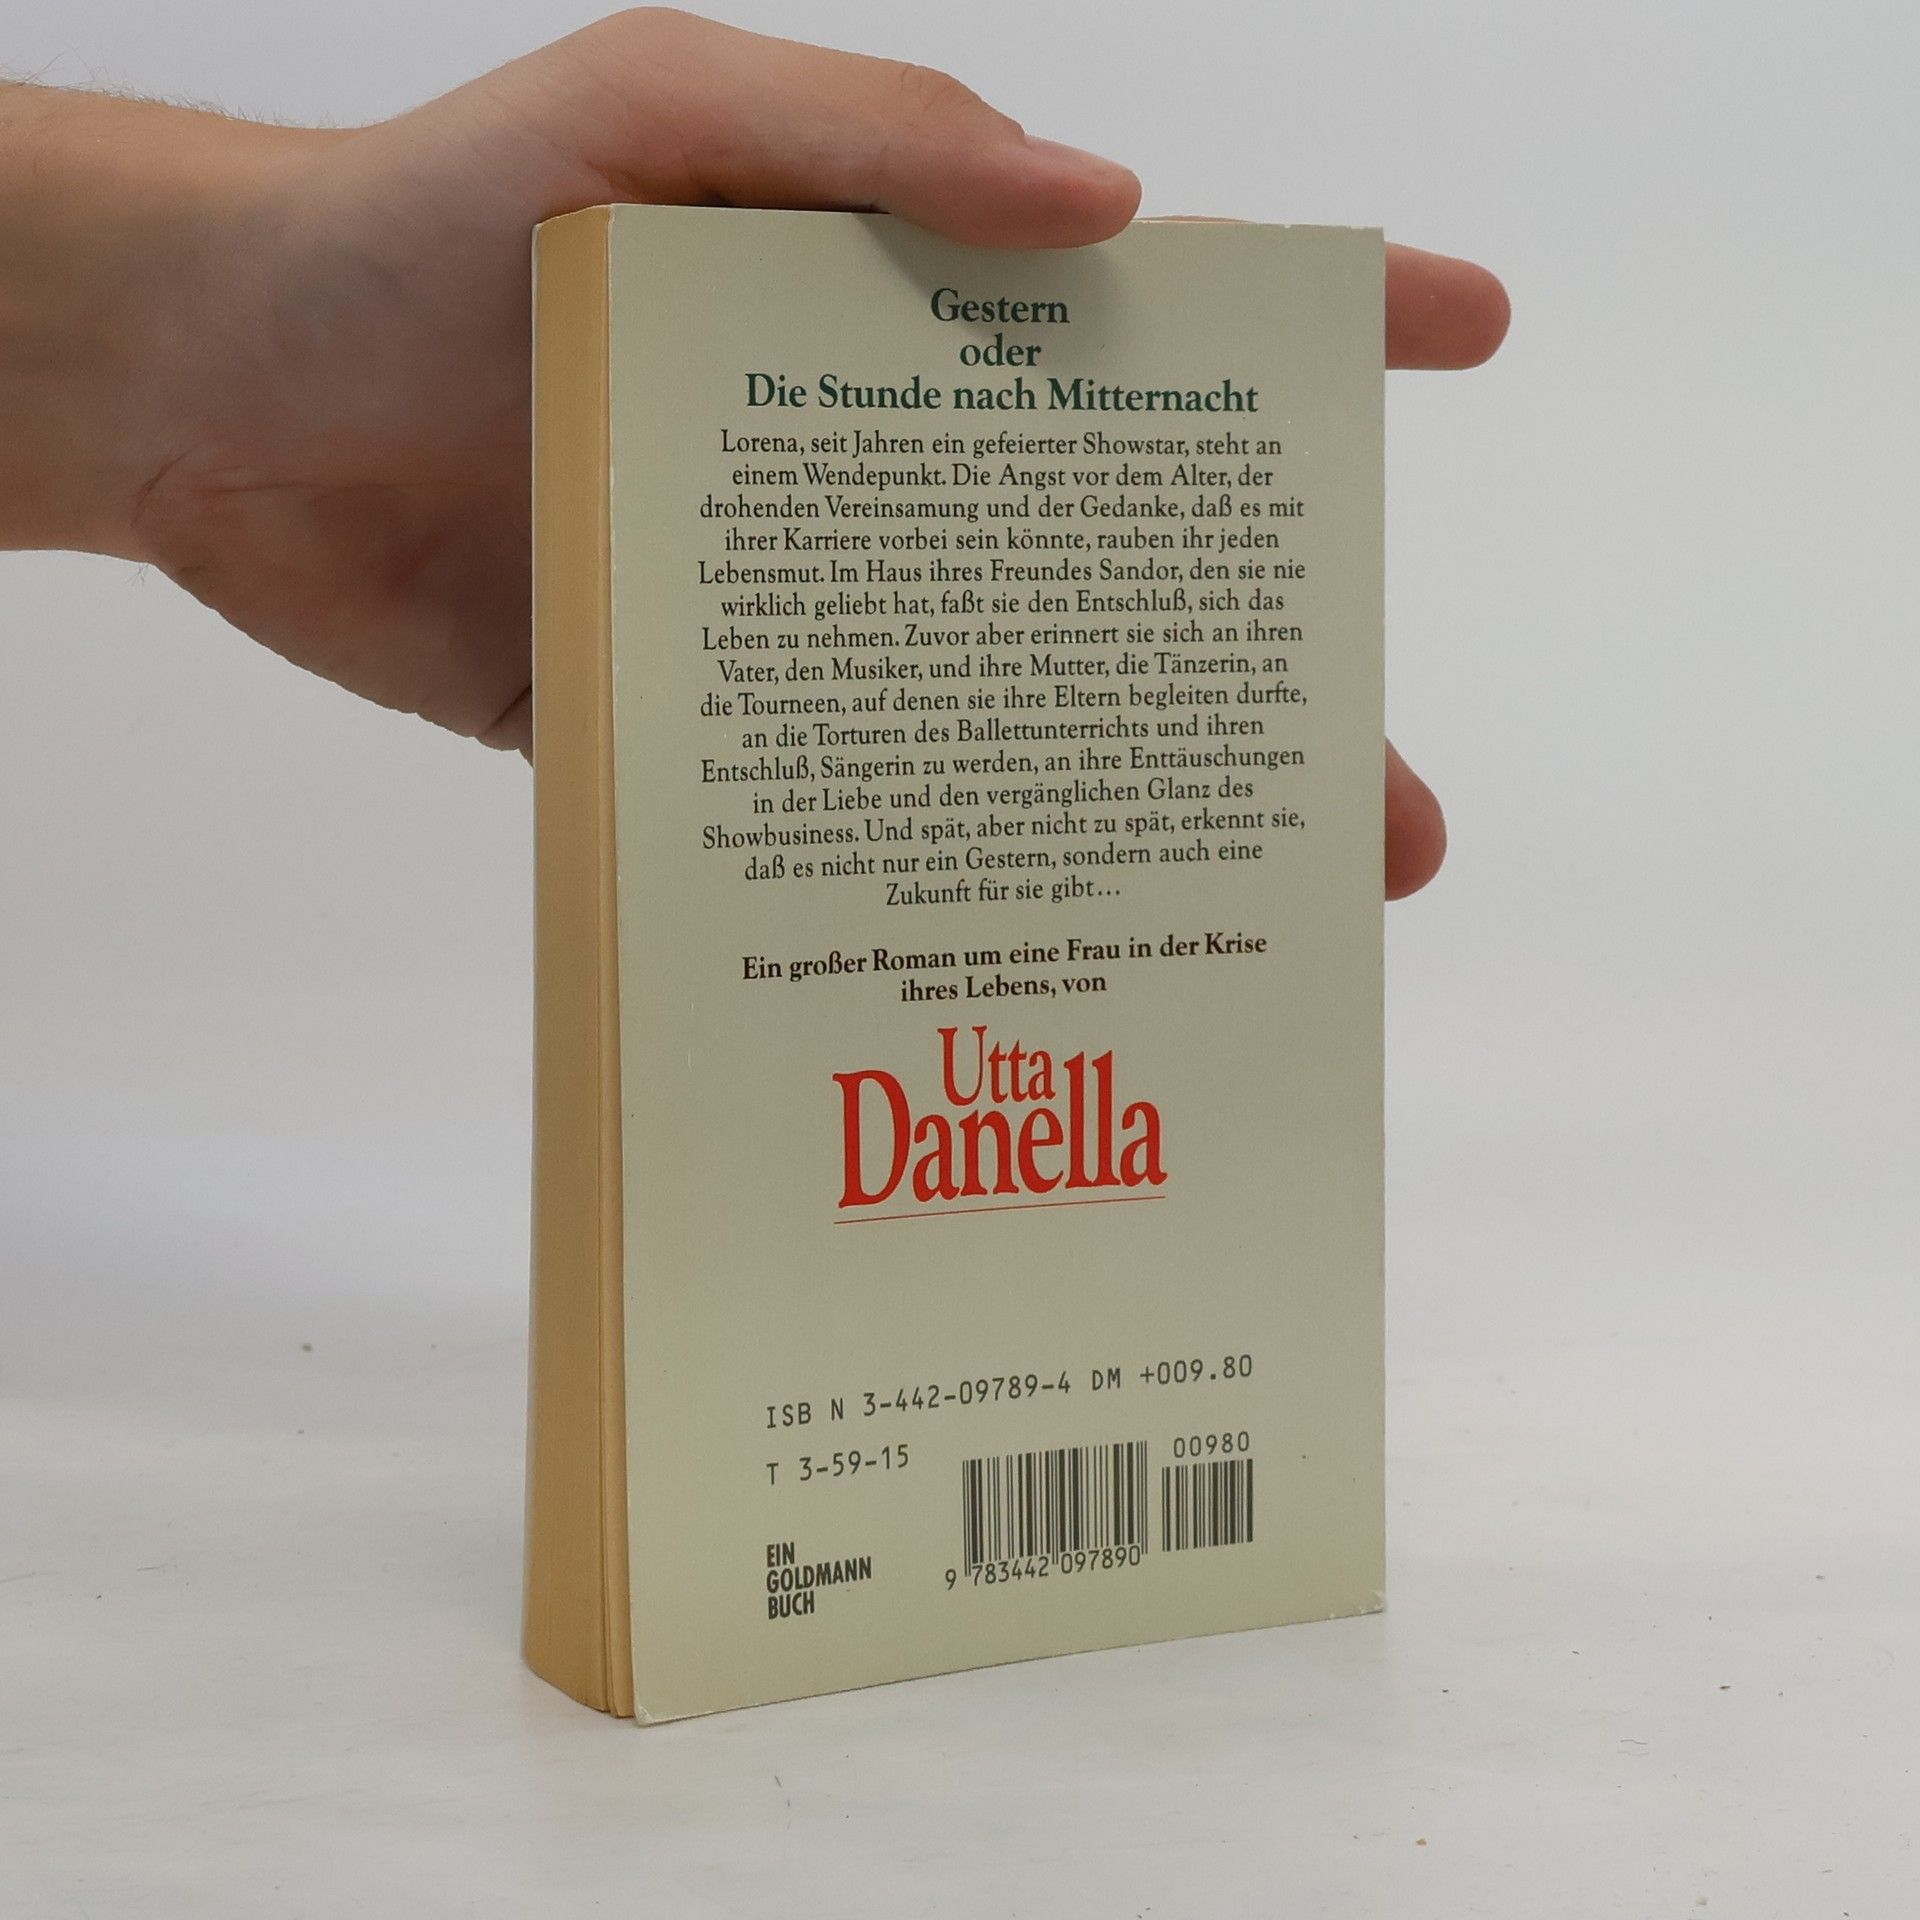 Gestern
oder
Die Stunde nach Mitternacht
Lorena, seit Jahren ein gefeierter Showstar, steht an
einem Wendepunkt. Die Angst vor dem Alter, der
drohenden Vereinsamung und der Gedanke, daß es mit
ihrer Karriere vorbei sein könnte, rauben ihr jeden
Lebensmut. Im Haus ihres Freundes Sandor, den sie nie
wirklich geliebt hat, faßt sie den Entschluß, sich das
Leben zu nehmen. Zuvor aber erinnert sie sich an ihren
Vater, den Musiker, und ihre Mutter, die Tänzerin, an
die Tourneen, auf denen sie ihre Eltern begleiten durfte,
an die Torturen des Ballettunterrichts und ihren
Entschluß, Sängerin zu werden, an ihre Enttäuschungen
in der Liebe und den vergänglichen Glanz des
Showbusiness. Und spät, aber nicht zu spät, erkennt sie,
daß es nicht nur ein Gestern, sondern auch eine
Zukunft für sie gibt...
Ein großer Roman um eine Frau in der Krise
ihres Lebens, von
Utta
Danella
ISB N 3-442-09789-4 DM +009.80
T 3-59-15
00980
9 783442 097890
EIN
GOLDMANN
BUCH